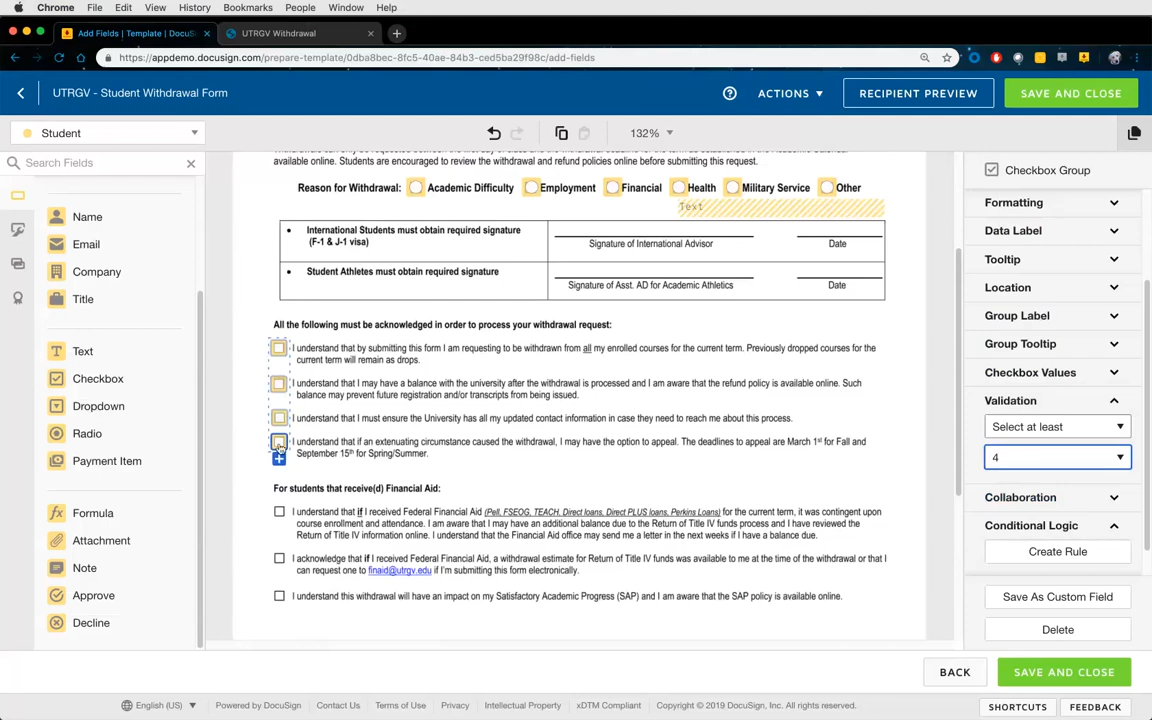 Chrome File Edit View History Bookmarks People Window Help
Add Fields | Template | DocuS
UTRGV Withdrawal
https://appdemo.docusign.com/prepare-template/0dba8bec-8fc5-40ae-84b3-ced5ba29f98c/add-fields
UTRGV - Student Withdrawal Form
ACTIONS
RECIPIENT PREVIEW
SAVE AND CLOSE
Student
132%
Search Fields
Name
Email
Company
Title
Text
Checkbox
Dropdown
Radio
Payment Item
Formula
Attachment
Note
Approve
Decline
available online. Students are encouraged to review the withdrawal and refund policies online before submitting this request.
Reason for Withdrawal: Academic Difficulty Employment Financial Health Military Service Other
Text
• International Students must obtain required signature
(F-1 & J-1 visa)
Signature of International Advisor Date
• Student Athletes must obtain required signature
Signature of Asst. AD for Academic Athletics Date
All the following must be acknowledged in order to process your withdrawal request:
I understand that by submitting this form I am requesting to be withdrawn from all my enrolled courses for the current term. Previously dropped courses for the
current term will remain as drops.
I understand that I may have a balance with the university after the withdrawal is processed and I am aware that the refund policy is available online. Such
balance may prevent future registration and/or transcripts from being issued.
I understand that I must ensure the University has all my updated contact information in case they need to reach me about this process.
I understand that if an extenuating circumstance caused the withdrawal, I may have the option to appeal. The deadlines to appeal are March 1st for Fall and
September 15th for Spring/Summer.
For students that receive(d) Financial Aid:
I understand that if I received Federal Financial Aid (Pell, FSEOG, TEACH, Direct loans, Direct PLUS loans, Perkins Loans) for the current term, it was contingent upon
course enrollment and attendance. I am aware that I may have an additional balance due to the Return of Title IV funds process and I have reviewed the
Return of Title IV information online. I understand that the Financial Aid office may send me a letter in the next weeks if I have a balance due.
I acknowledge that if I received Federal Financial Aid, a withdrawal estimate for Return of Title IV funds was available to me at the time of the withdrawal or that I
can request one to finaid@utrgv.edu if I'm submitting this form electronically.
I understand this withdrawal will have an impact on my Satisfactory Academic Progress (SAP) and I am aware that the SAP policy is available online.
Checkbox Group
Formatting
Data Label
Tooltip
Location
Group Label
Group Tooltip
Checkbox Values
Validation
Select at least
4
Collaboration
Conditional Logic
Create Rule
Save As Custom Field
Delete
BACK
SAVE AND CLOSE
English (US) Powered by DocuSign Contact Us Terms of Use Privacy Intellectual Property xDTM Compliant Copyright © 2019 DocuSign, Inc. All rights reserved.
SHORTCUTS
FEEDBACK